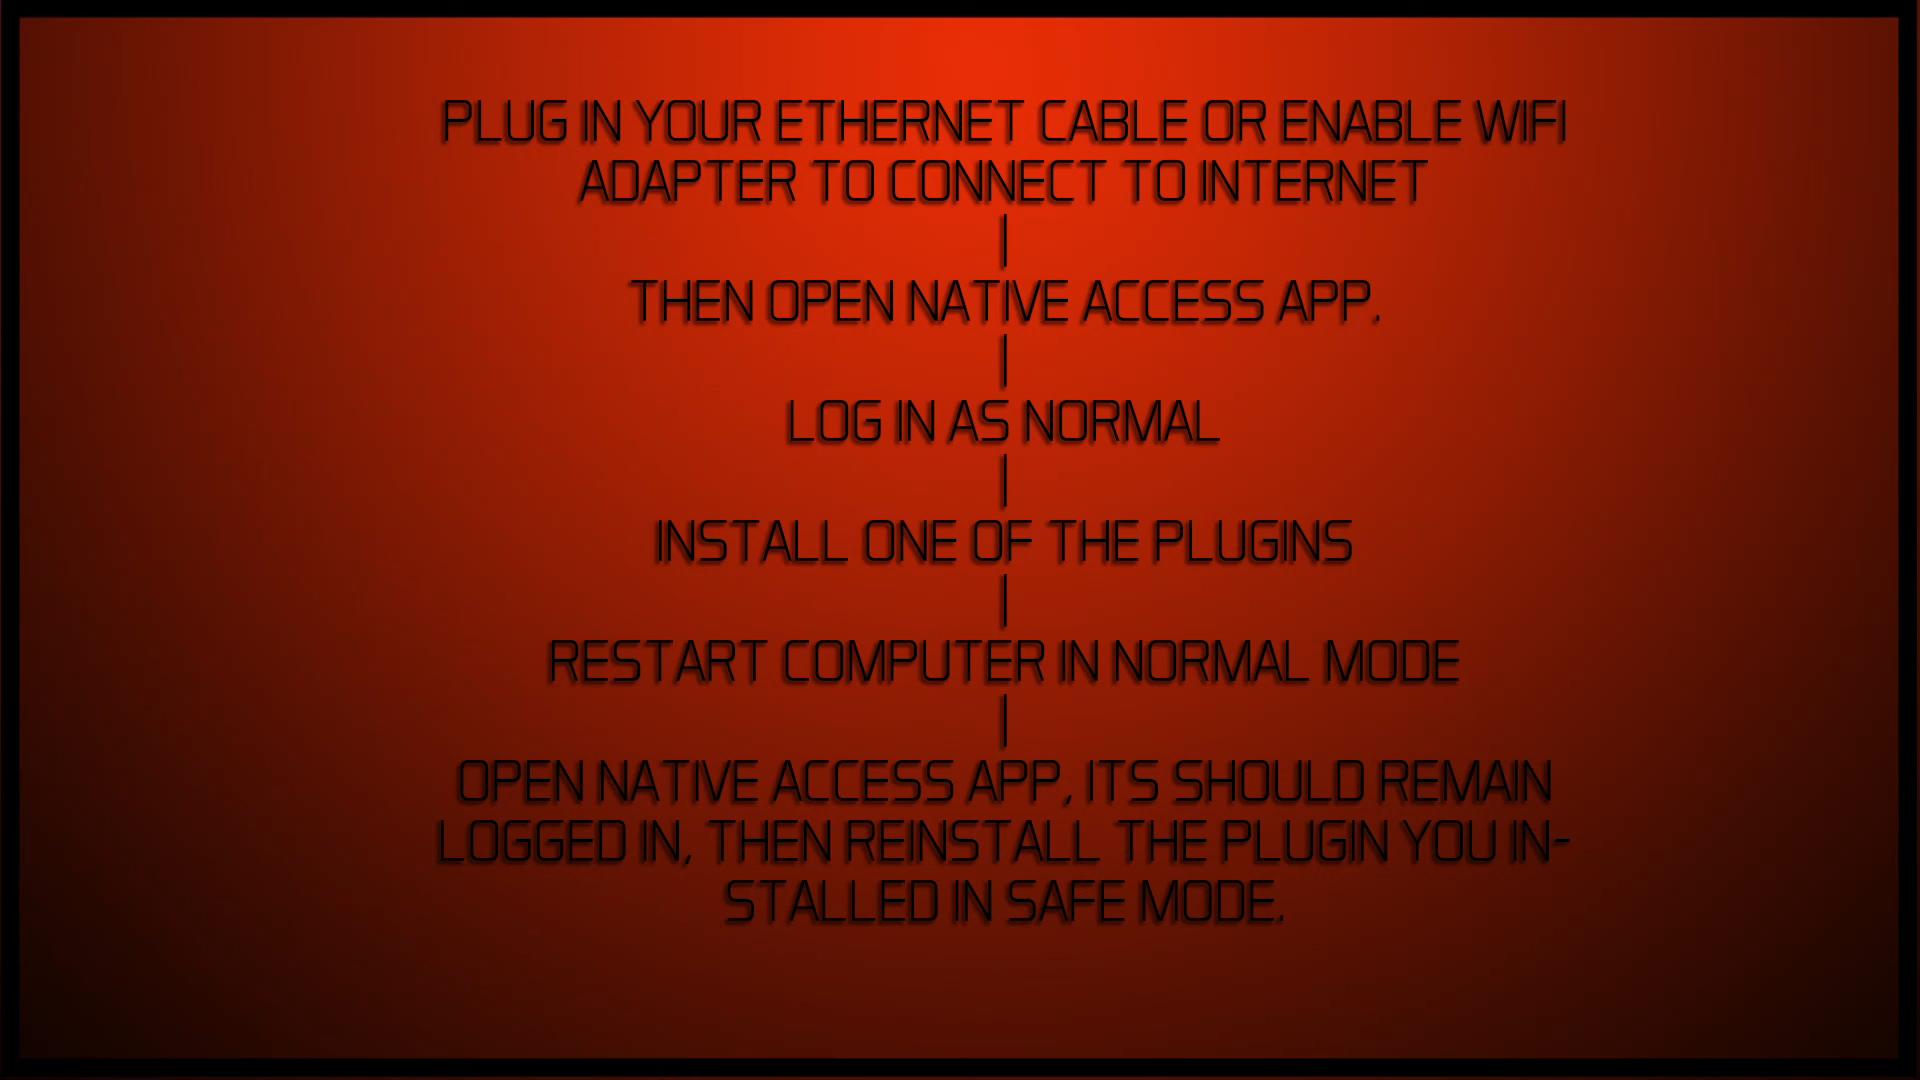 PLUG IN YOUR ETHERNET CABLE OR ENABLE WIFI
ADAPTER TO CONNECT TO INTERNET
|
THEN OPEN NATIVE ACCESS APP.
|
LOG IN AS NORMAL
|
INSTALL ONE OF THE PLUGINS
|
RESTART COMPUTER IN NORMAL MODE
|
OPEN NATIVE ACCESS APP, ITS SHOULD REMAIN
LOGGED IN, THEN REINSTALL THE PLUGIN YOU IN-
STALLED IN SAFE MODE.